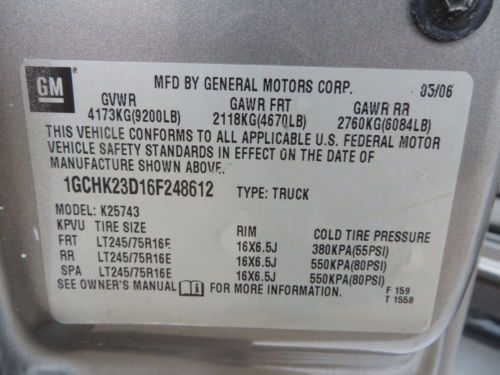 GM
MFD BY GENERAL MOTORS CORP. 05/06
GVWR GAWR FRT GAWR RR
4173KG(9200LB) 2118KG(4670LB) 2760KG(6084LB)
THIS VEHICLE CONFORMS TO ALL APPLICABLE U.S. FEDERAL MOTOR
VEHICLE SAFETY STANDARDS IN EFFECT ON THE DATE OF
MANUFACTURE SHOWN ABOVE.
1GCHK23D16F248612 TYPE: TRUCK
MODEL: K25743
KPVU TIRE SIZE RIM COLD TIRE PRESSURE
FRT LT245/75R16E 16X6.5J 380KPA(55PSI)
RR LT245/75R16E 16X6.5J 550KPA(80PSI)
SPA LT245/75R16E 16X6.5J 550KPA(80PSI)
SEE OWNER'S MANUAL FOR MORE INFORMATION. F 159
T 1558